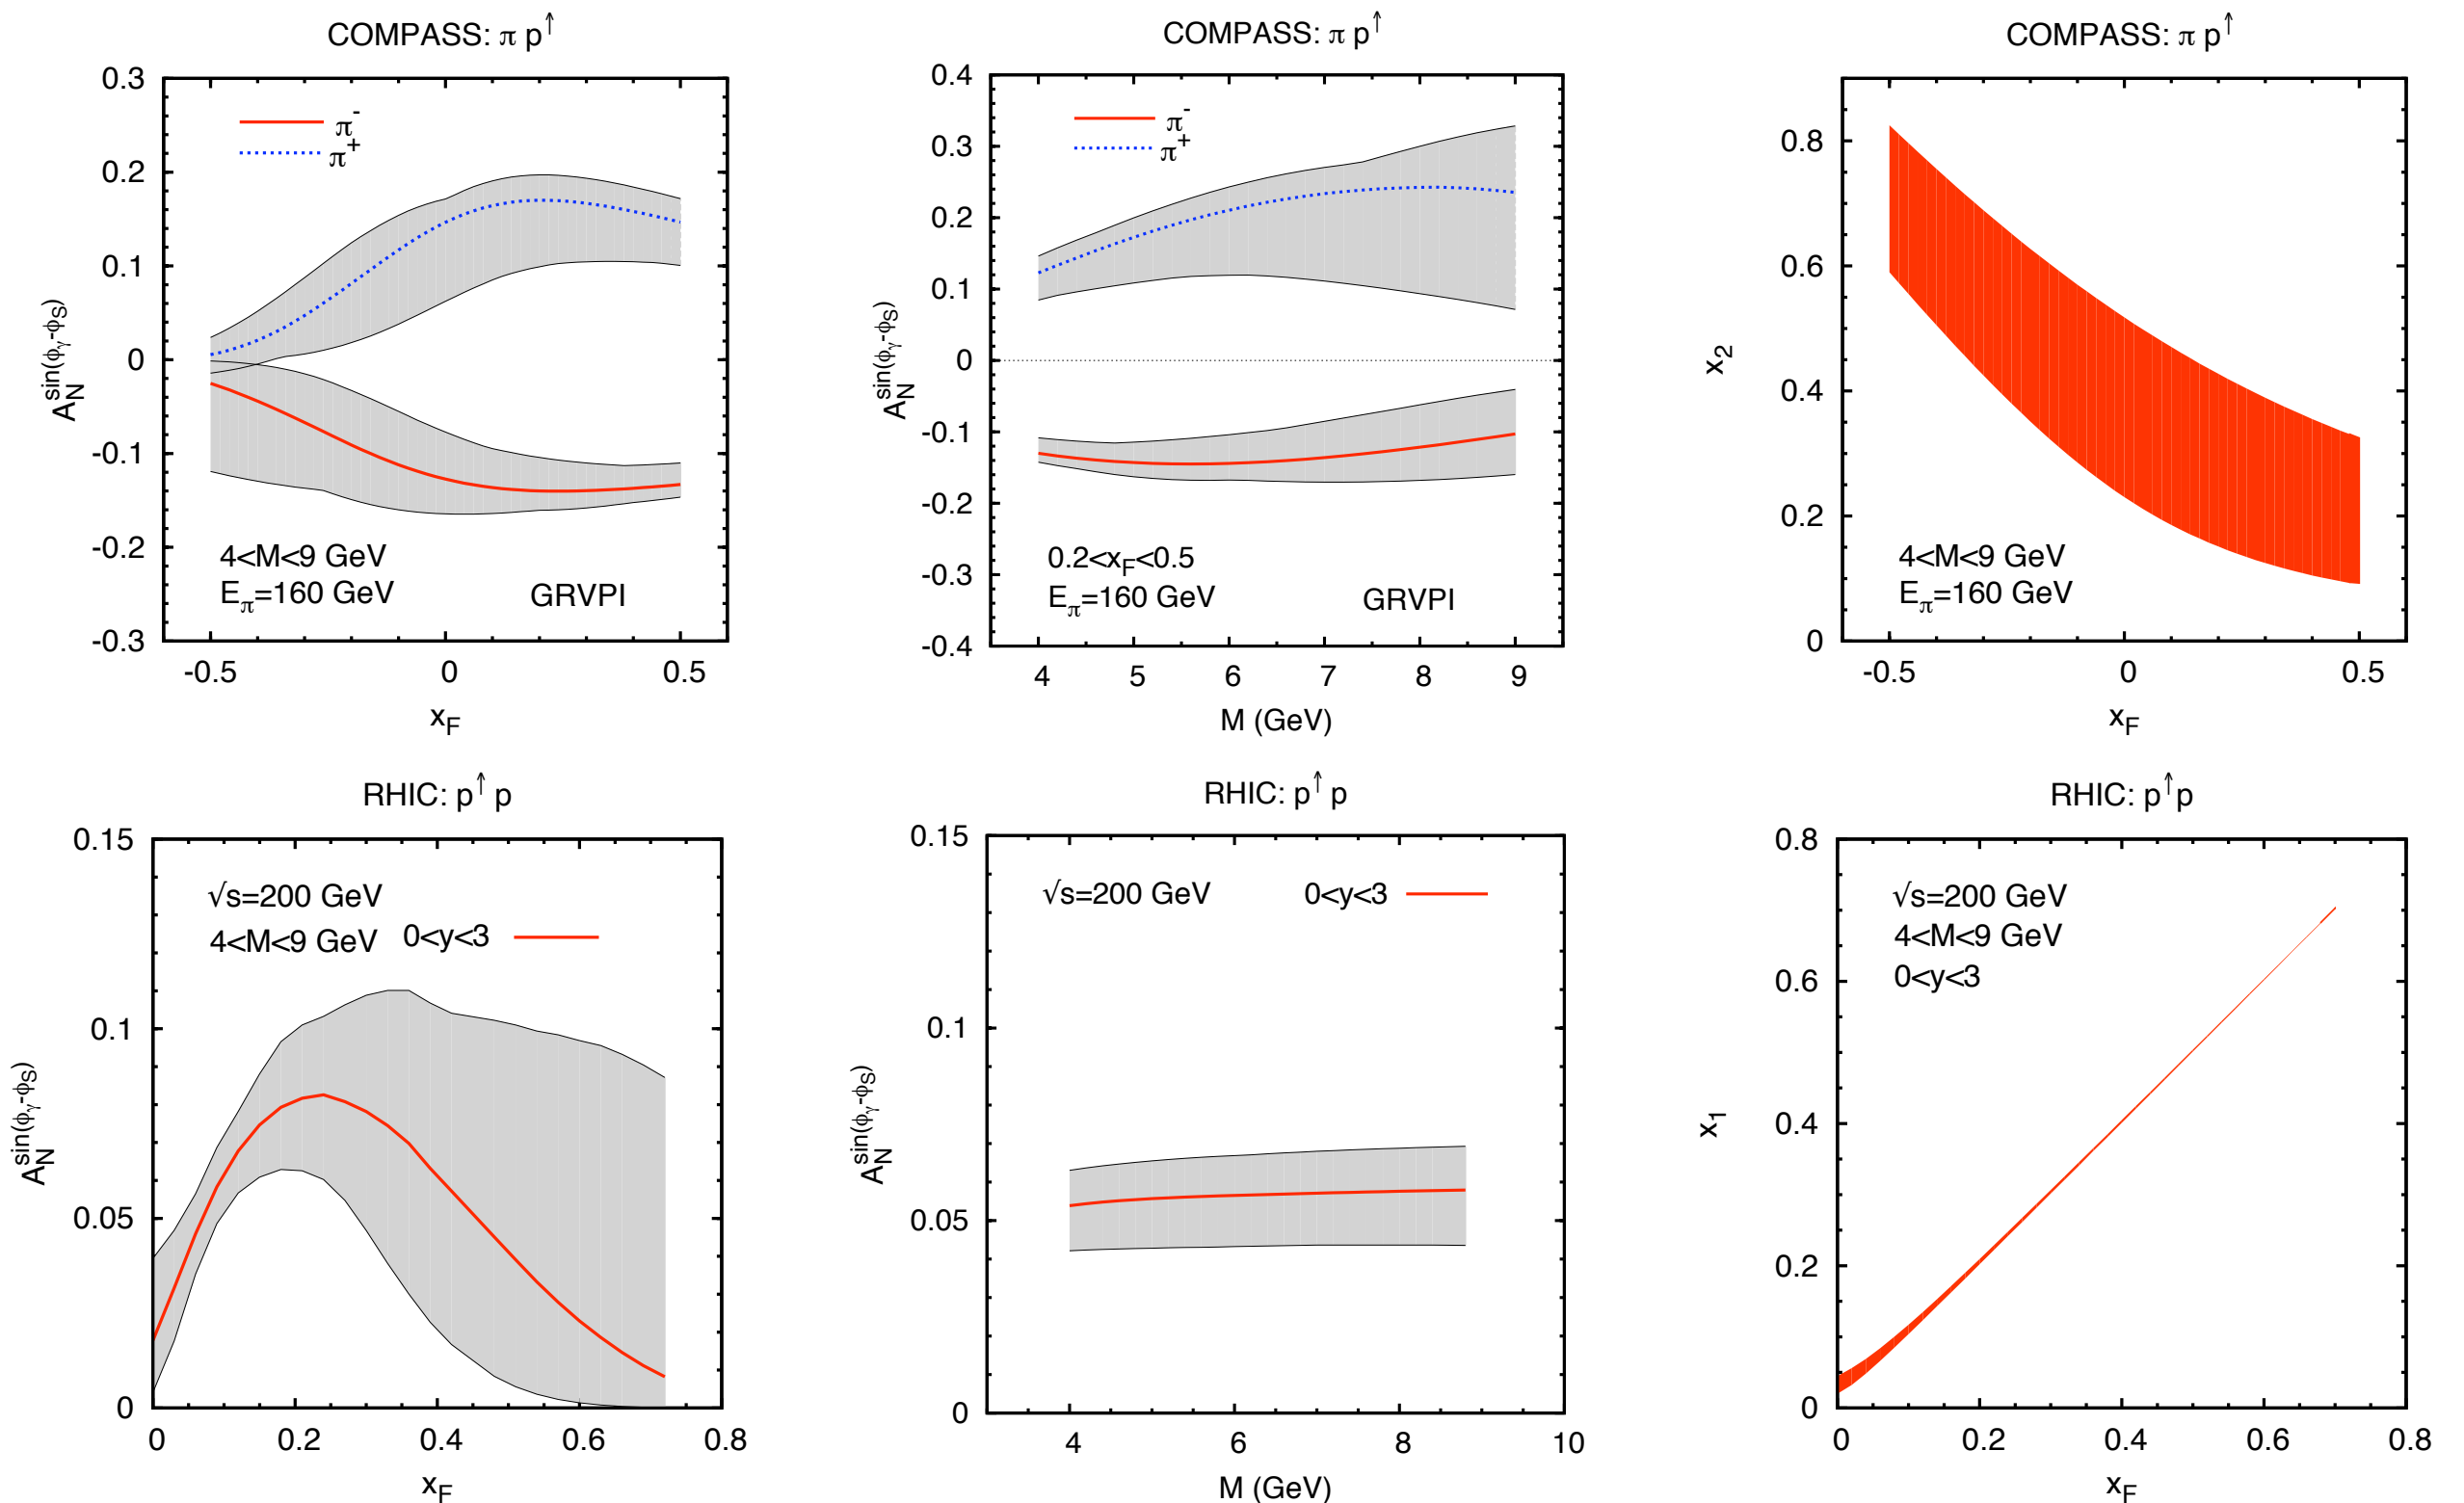 COMPASS: π p↑
0.3
0.2
0.1
0
-0.1
-0.2
-0.3
π-
π+
A_N^sin(φγ-φS)
4<M<9 GeV
Eπ=160 GeV
GRVPI
-0.5 0 0.5
xF
COMPASS: π p↑
0.4
0.3
0.2
0.1
0
-0.1
-0.2
-0.3
-0.4
π-
π+
A_N^sin(φγ-φS)
0.2<xF<0.5
Eπ=160 GeV
GRVPI
4 5 6 7 8 9
M (GeV)
COMPASS: π p↑
0.8
0.6
0.4
0.2
0
x2
4<M<9 GeV
Eπ=160 GeV
-0.5 0 0.5
xF
RHIC: p↑ p
0.15
0.1
0.05
0
√s=200 GeV
4<M<9 GeV 0<y<3
A_N^sin(φγ-φS)
0 0.2 0.4 0.6 0.8
xF
RHIC: p↑ p
0.15
0.1
0.05
0
√s=200 GeV 0<y<3
A_N^sin(φγ-φS)
4 6 8 10
M (GeV)
RHIC: p↑p
0.8
0.6
0.4
0.2
0
√s=200 GeV
4<M<9 GeV
0<y<3
x1
0 0.2 0.4 0.6 0.8
xF